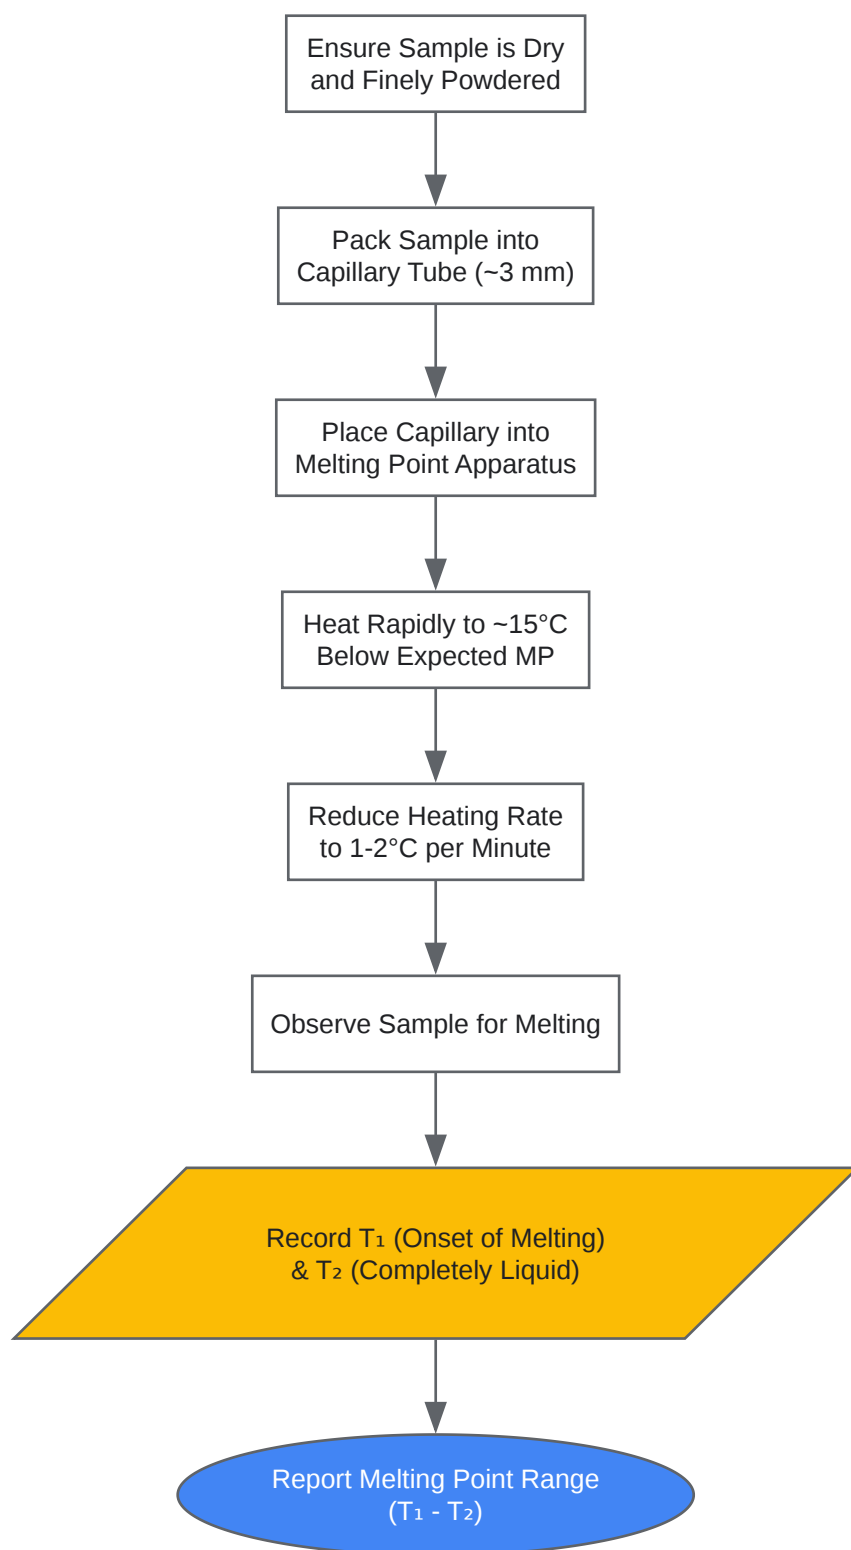 Ensure Sample is Dry
and Finely Powdered
Pack Sample into
Capillary Tube (~3 mm)
Place Capillary into
Melting Point Apparatus
Heat Rapidly to ~15°C
Below Expected MP
Reduce Heating Rate
to 1-2°C per Minute
Observe Sample for Melting
Record T₁ (Onset of Melting)
& T₂ (Completely Liquid)
Report Melting Point Range
(T₁ - T₂)